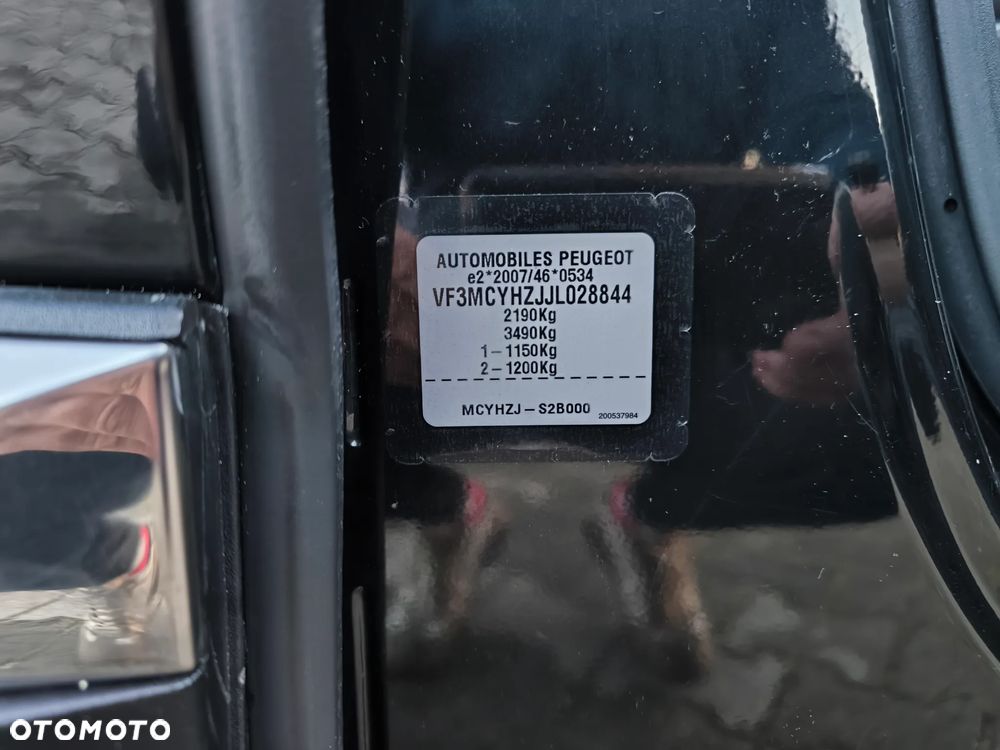 AUTOMOBILES PEUGEOT
e2*2007/46*0534
VF3MCYHZJJL028844
2190Kg
3490Kg
1-1150Kg
2-1200Kg
MCYHZJ-S2B000
200537984
OTOMOTO